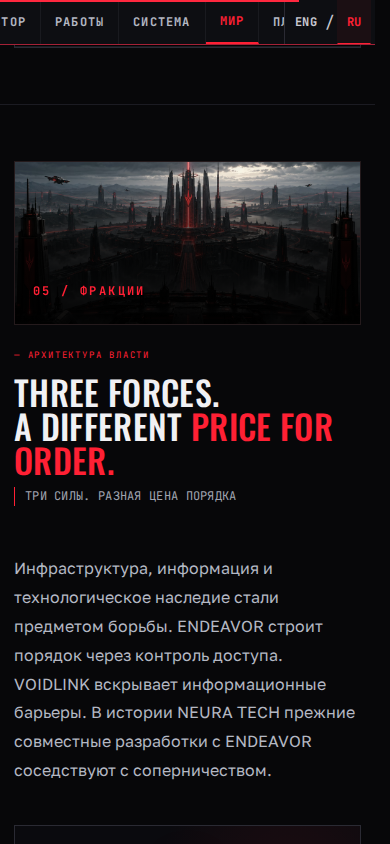 ТОР РАБОТЫ СИСТЕМА МИР ENG / RU
05 / ФРАКЦИИ
— АРХИТЕКТУРА ВЛАСТИ
THREE FORCES.
A DIFFERENT PRICE FOR
ORDER.
ТРИ СИЛЫ. РАЗНАЯ ЦЕНА ПОРЯДКА
Инфраструктура, информация и
технологическое наследие стали
предметом борьбы. ENDEAVOR строит
порядок через контроль доступа.
VOIDLINK вскрывает информационные
барьеры. В истории NEURA TECH прежние
совместные разработки с ENDEAVOR
соседствуют с соперничеством.